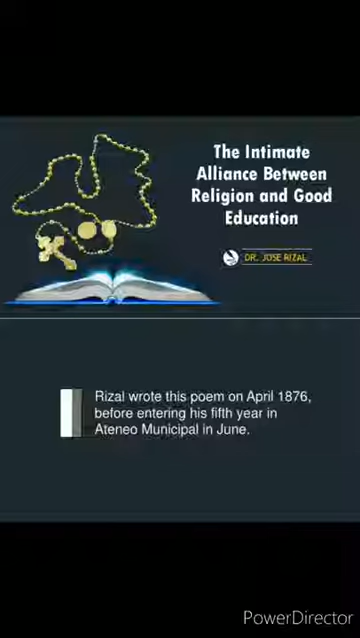 The Intimate
Alliance Between
Religion and Good
Education
DR. JOSE RIZAL
Rizal wrote this poem on April 1876,
before entering his fifth year in
Ateneo Municipal in June.
PowerDirector